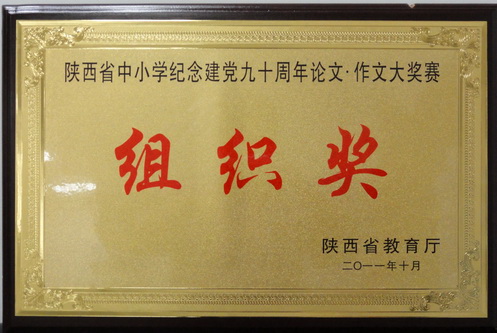 陕西省中小学纪念建党九十周年论文·作文大奖赛
组织奖
陕西省教育厅
二〇一一年十月